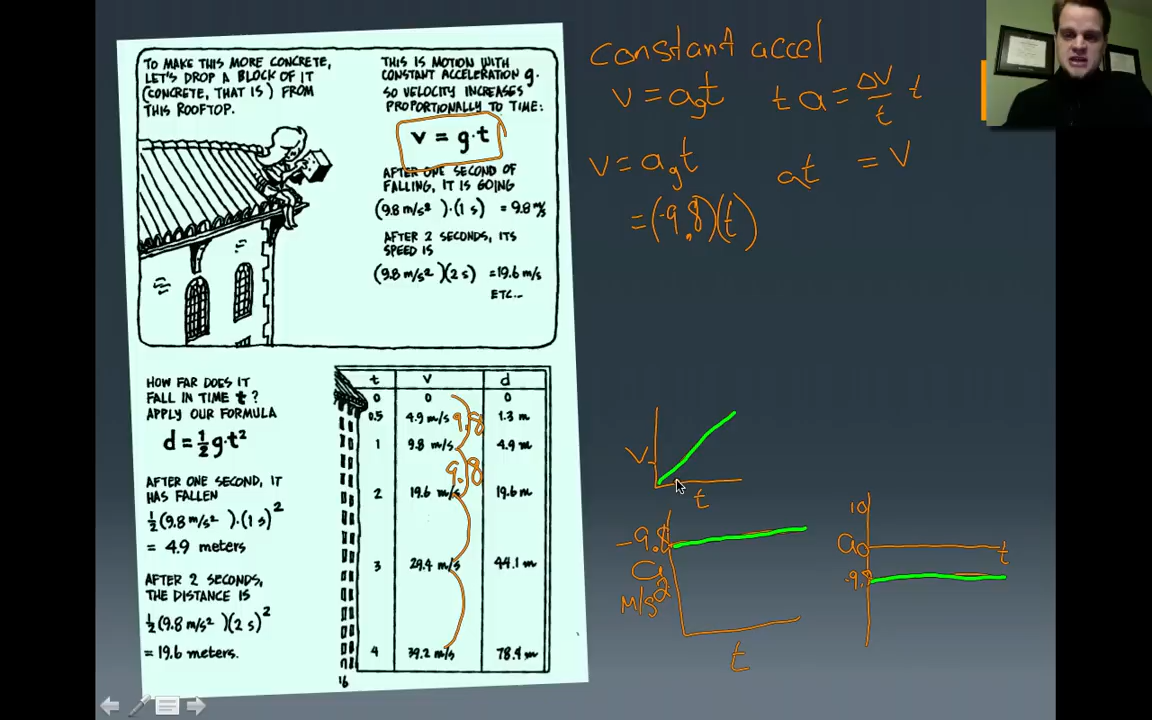 TO MAKE THIS MORE CONCRETE,
LET'S DROP A BLOCK OF IT
(CONCRETE, THAT IS) FROM
THIS ROOFTOP.
THIS IS MOTION WITH
CONSTANT ACCELERATION g.
SO VELOCITY INCREASES
PROPORTIONALLY TO TIME:
v = g·t
AFTER ONE SECOND OF
FALLING, IT IS GOING
(9.8 m/s²)·(1 s) = 9.8 m/s
AFTER 2 SECONDS, ITS
SPEED IS
(9.8 m/s²)(2 s) = 19.6 m/s
ETC...
HOW FAR DOES IT
FALL IN TIME t?
APPLY OUR FORMULA
d = ½ g·t²
AFTER ONE SECOND, IT
HAS FALLEN
½(9.8 m/s²)·(1 s)²
= 4.9 meters
AFTER 2 SECONDS,
THE DISTANCE IS
½(9.8 m/s²)(2 s)²
= 19.6 meters.
t v d
0 0 0
0.5 4.9 m/s 1.3 m
1 9.8 m/s 4.9 m
2 19.6 m/s 19.6 m
3 29.4 m/s 44.1 m
4 39.2 m/s 78.4 m
9.8
9.8
16
constant accel
v = agt t a = ΔV/t t
v = agt at = V
= (-9.8)(t)
V
t
-9.8
a
m/s²
t
10
a 0
t
-9.8